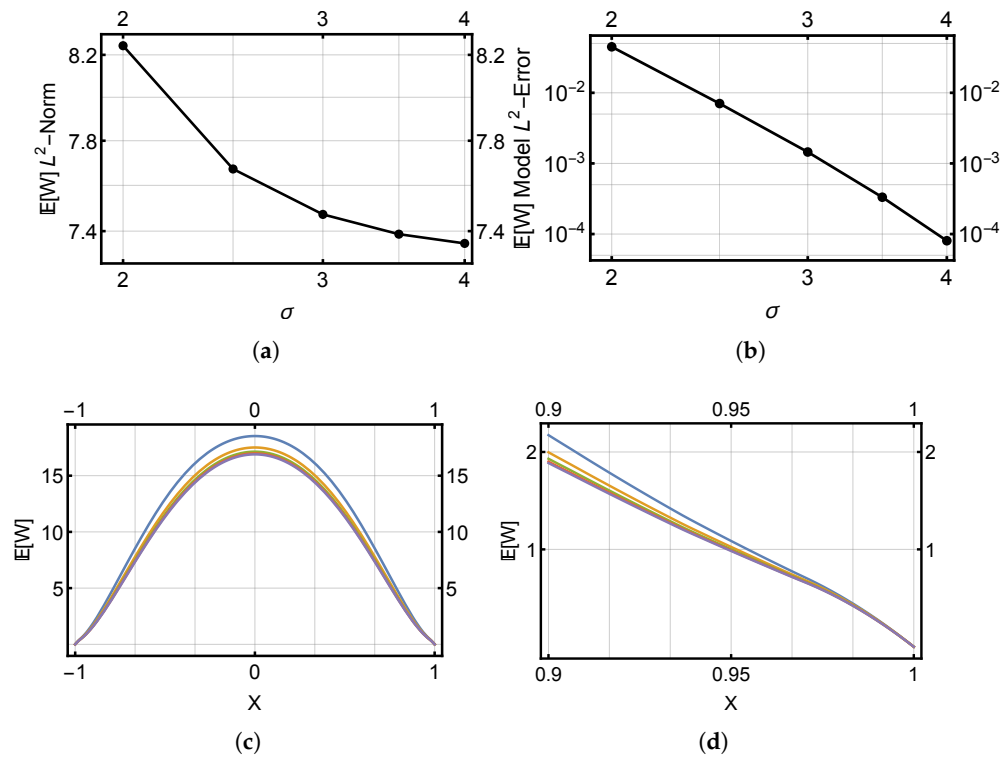 2 3 4
8.2 8.2
7.8 7.8
7.4 7.4
𝔼[W] L²−Norm
2 3 4
σ
(a)
2 3 4
10⁻² 10⁻²
10⁻³ 10⁻³
10⁻⁴ 10⁻⁴
𝔼[W] Model L²−Error
2 3 4
σ
(b)
−1 0 1
15 15
10 10
5 5
𝔼[W]
−1 0 1
X
(c)
0.9 0.95 1
2 2
1 1
𝔼[W]
0.9 0.95 1
X
(d)